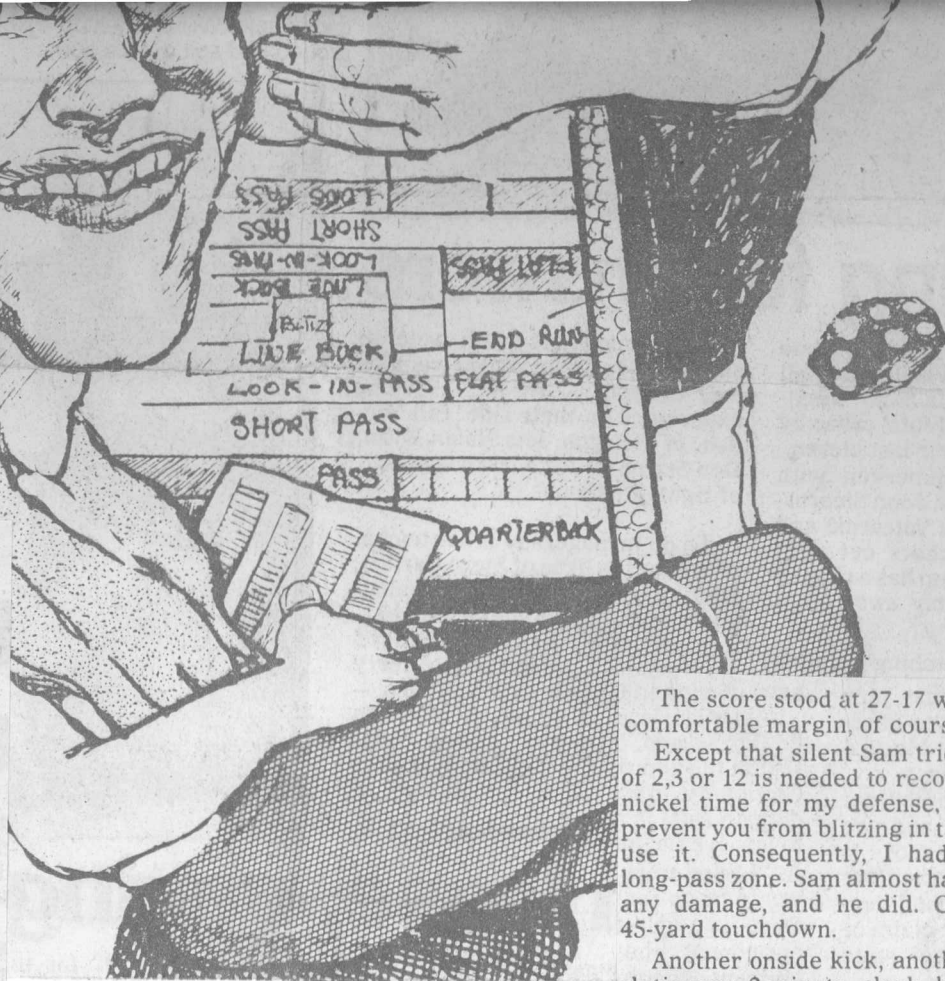 LONG PASS
SHORT PASS
LOOK-IN-PASS
FLAT PASS
LINE BUCK
BLITZ
END RUN
LINE BUCK
LOOK-IN-PASS
FLAT PASS
SHORT PASS
PASS
QUARTERBACK
The score stood at 27-17 w
comfortable margin, of cours
Except that silent Sam trie
of 2,3 or 12 is needed to reco
nickel time for my defense,
prevent you from blitzing in t
use it. Consequently, I had
long-pass zone. Sam almost ha
any damage, and he did. C
45-yard touchdown.
Another onside kick, anoth